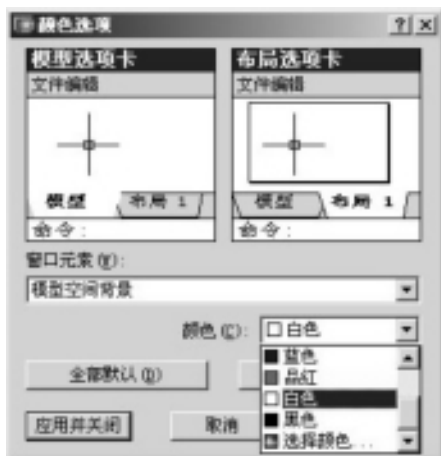 颜色选项
模型选项卡
文件编辑
模型
布局 1
命令:
布局选项卡
文件编辑
模型
布局 1
命令:
窗口元素(W):
模型空间背景
颜色(C):
白色
蓝色
品红
白色
黑色
选择颜色...
全部默认(D)
应用并关闭
取消